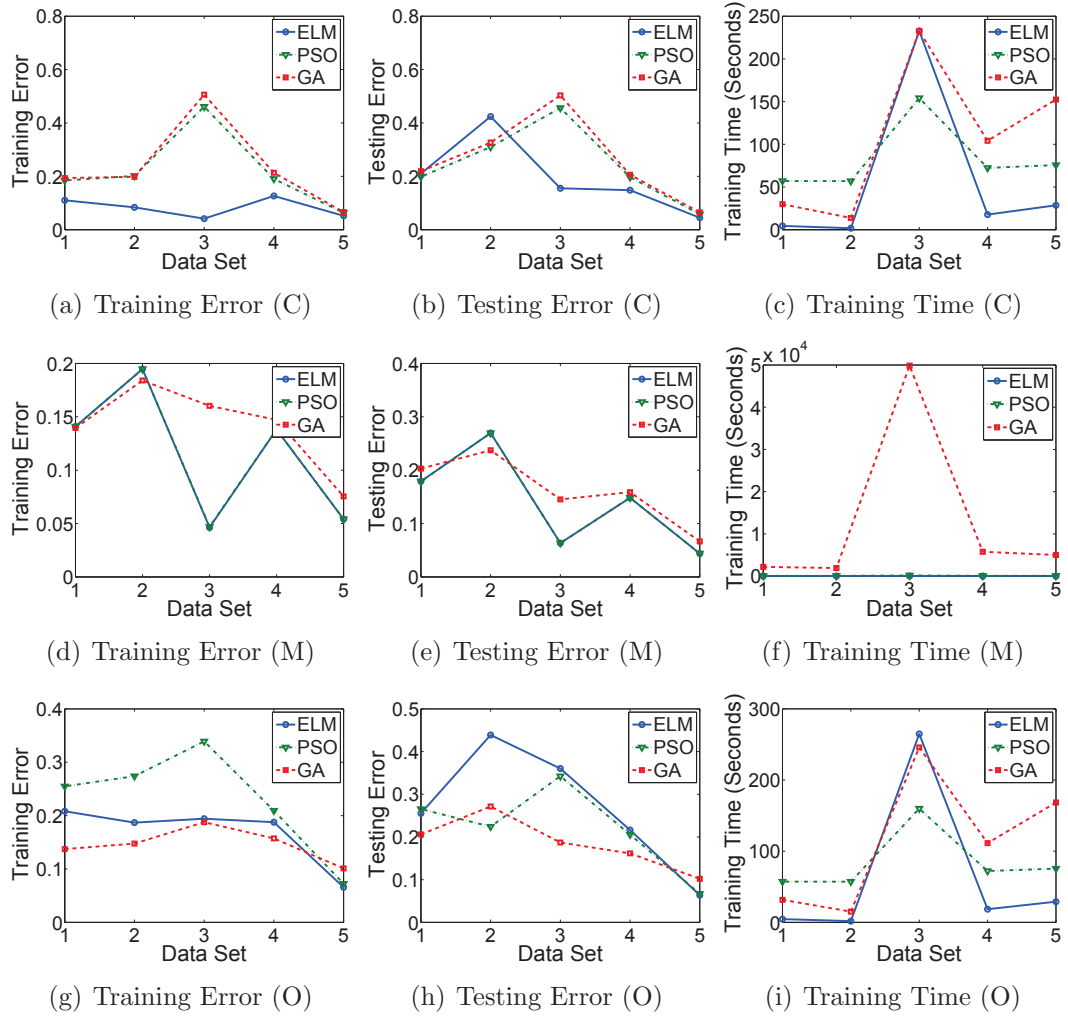 0.8
0.6
0.4
0.2
0
1 2 3 4 5
Training Error
Data Set
ELM
PSO
GA
(a) Training Error (C)
0.8
0.6
0.4
0.2
0
1 2 3 4 5
Testing Error
Data Set
ELM
PSO
GA
(b) Testing Error (C)
250
200
150
100
50
0
1 2 3 4 5
Training Time (Seconds)
Data Set
ELM
PSO
GA
(c) Training Time (C)
0.2
0.15
0.1
0.05
0
1 2 3 4 5
Training Error
Data Set
ELM
PSO
GA
(d) Training Error (M)
0.4
0.3
0.2
0.1
0
1 2 3 4 5
Testing Error
Data Set
ELM
PSO
GA
(e) Testing Error (M)
x 10^4
5
4
3
2
1
0
1 2 3 4 5
Training Time (Seconds)
Data Set
ELM
PSO
GA
(f) Training Time (M)
0.4
0.3
0.2
0.1
0
1 2 3 4 5
Training Error
Data Set
ELM
PSO
GA
(g) Training Error (O)
0.5
0.4
0.3
0.2
0.1
0
1 2 3 4 5
Testing Error
Data Set
ELM
PSO
GA
(h) Testing Error (O)
300
200
100
0
1 2 3 4 5
Training Time (Seconds)
Data Set
ELM
PSO
GA
(i) Training Time (O)